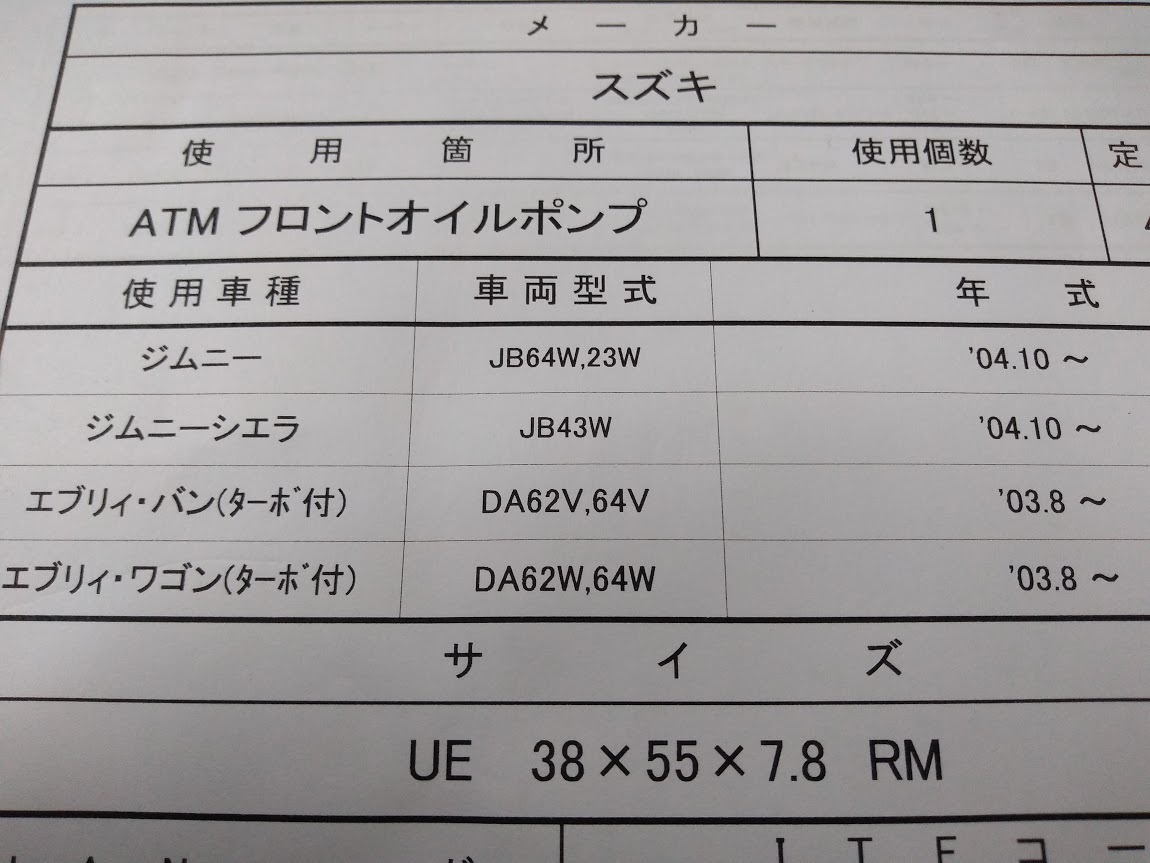 メーカー
スズキ
使用箇所 使用個数 定
ATM フロントオイルポンプ 1
使用車種 車両型式 年式
ジムニー JB64W,23W '04.10 ～
ジムニーシエラ JB43W '04.10 ～
エブリィ・バン(ﾀｰﾎﾞ付) DA62V,64V '03.8 ～
エブリィ・ワゴン(ﾀｰﾎﾞ付) DA62W,64W '03.8 ～
サイズ
UE 38×55×7.8 RM